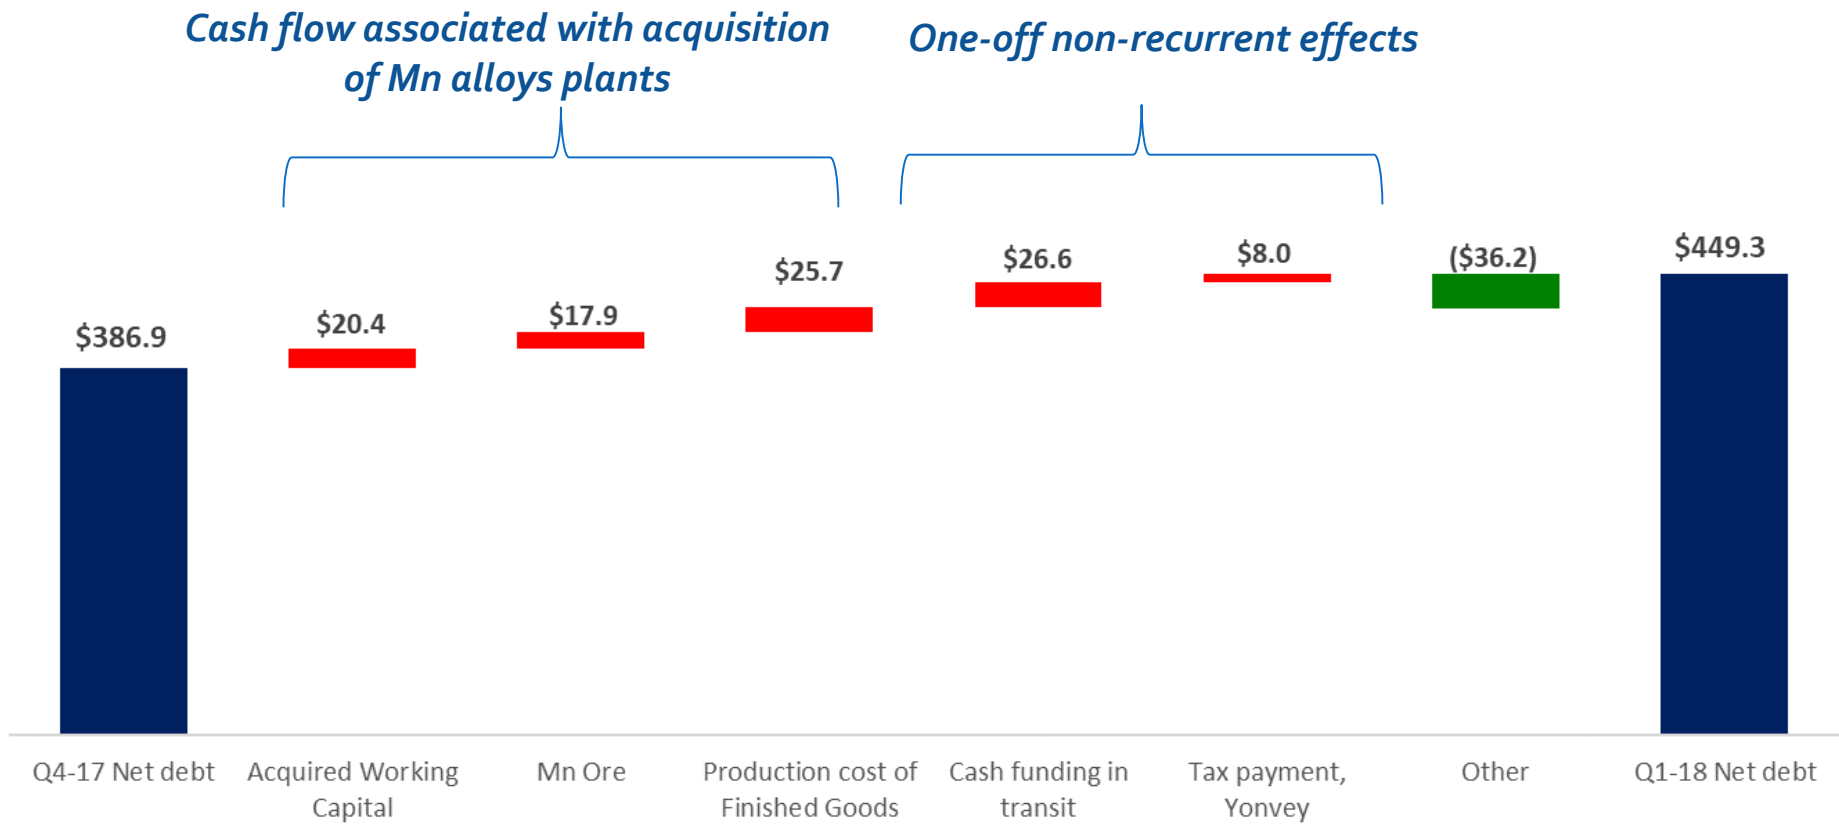 Cash flow associated with acquisition
of Mn alloys plants
One-off non-recurrent effects
$386.9
$20.4
$17.9
$25.7
$26.6
$8.0
($36.2)
$449.3
Q4-17 Net debt
Acquired Working
Capital
Mn Ore
Production cost of
Finished Goods
Cash funding in
transit
Tax payment,
Yonvey
Other
Q1-18 Net debt